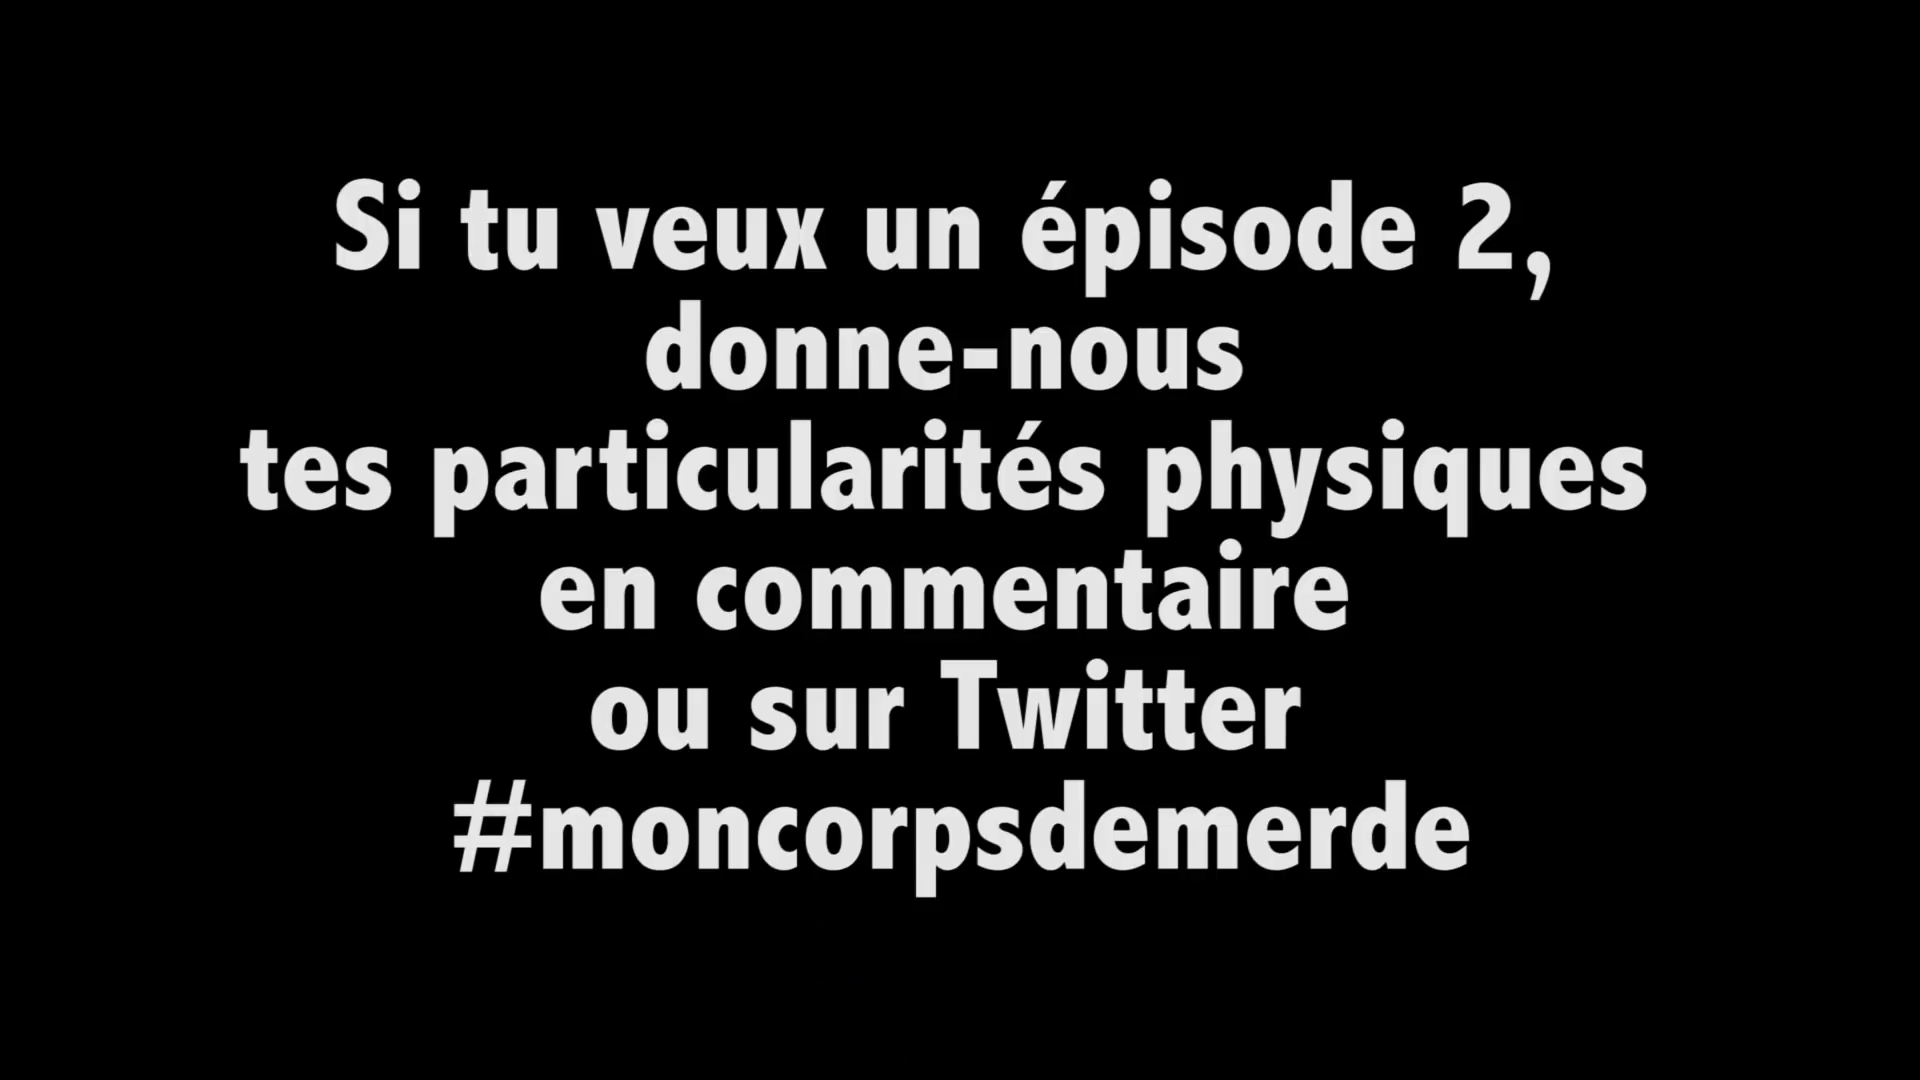 Si tu veux un épisode 2,
donne-nous
tes particularités physiques
en commentaire
ou sur Twitter
#moncorpsdemerde